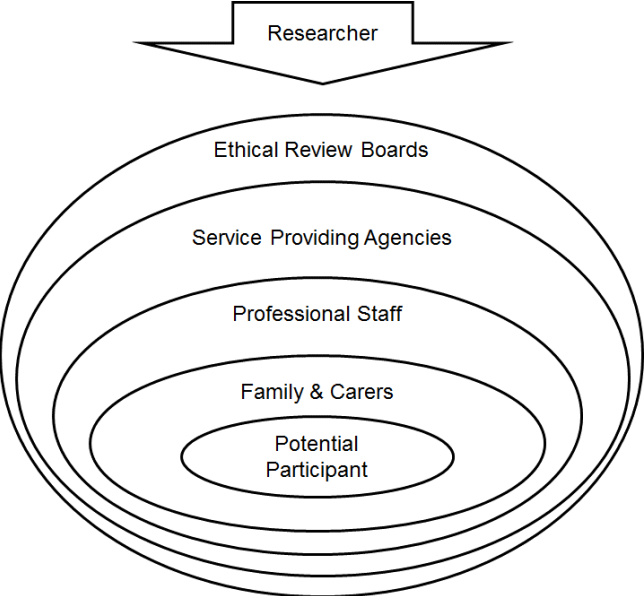 Researcher
Ethical Review Boards
Service Providing Agencies
Professional Staff
Family & Carers
Potential
Participant